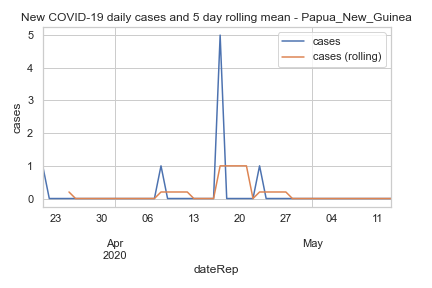 New COVID-19 daily cases and 5 day rolling mean - Papua_New_Guinea
cases
cases (rolling)
5
4
3
2
1
0
cases
23 30 06 13 20 27 04 11
Apr May
2020
dateRep